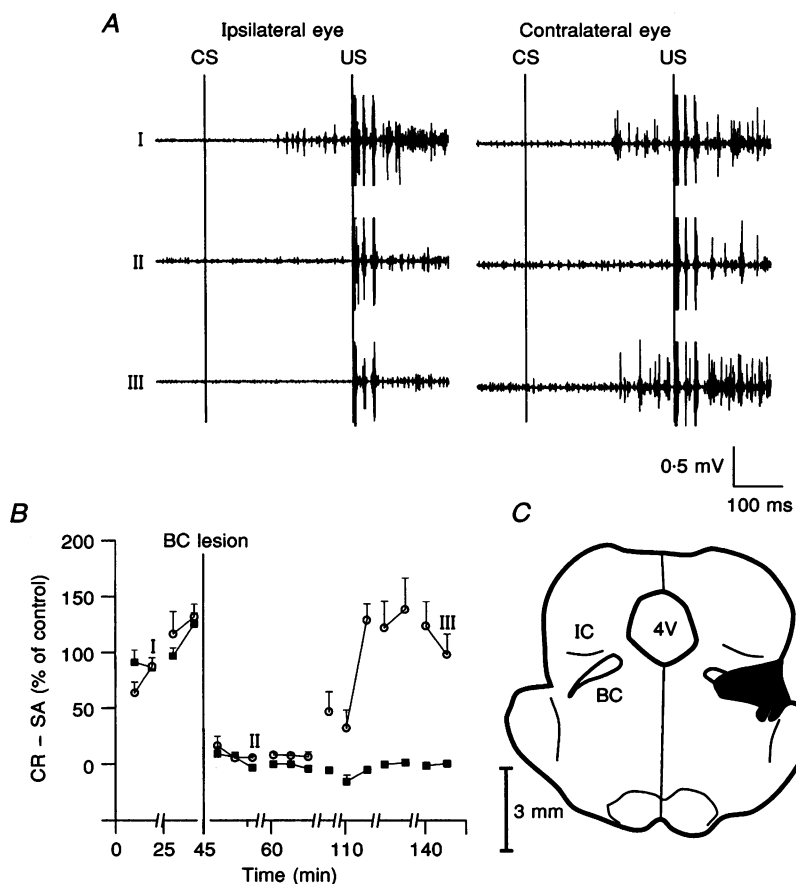 A
Ipsilateral eye
Contralateral eye
CS
US
CS
US
I
II
III
0·5 mV
100 ms
B
C
BC lesion
CR – SA (% of control)
200
150
100
50
0
I
II
III
0
25
45
60
110
140
Time (min)
IC
4V
BC
3 mm